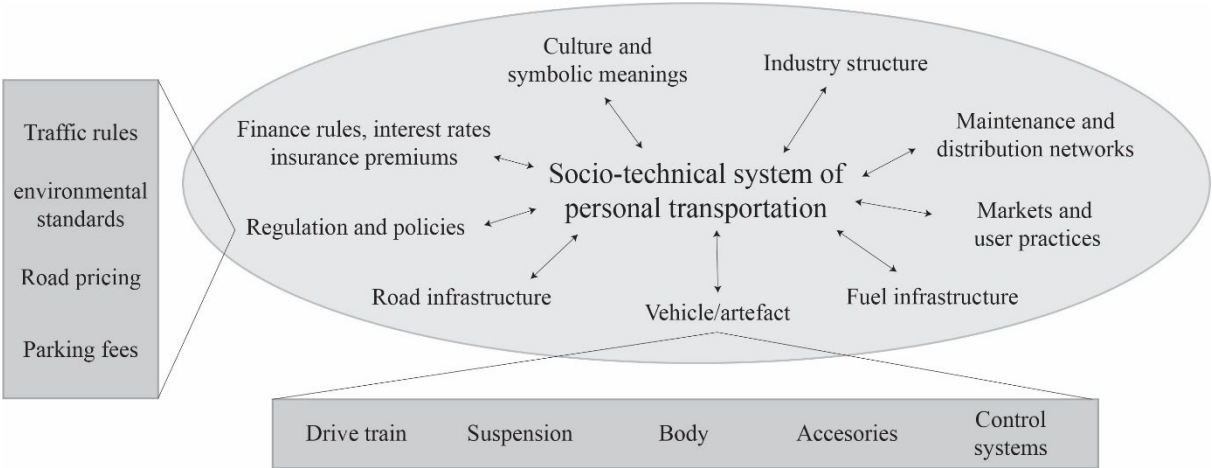 Culture and
symbolic meanings
Industry structure
Traffic rules
environmental
standards
Road pricing
Parking fees
Finance rules, interest rates
insurance premiums
Maintenance and
distribution networks
Socio-technical system of
personal transportation
Regulation and policies
Markets and
user practices
Road infrastructure
Vehicle/artefact
Fuel infrastructure
Drive train
Suspension
Body
Accesories
Control
systems